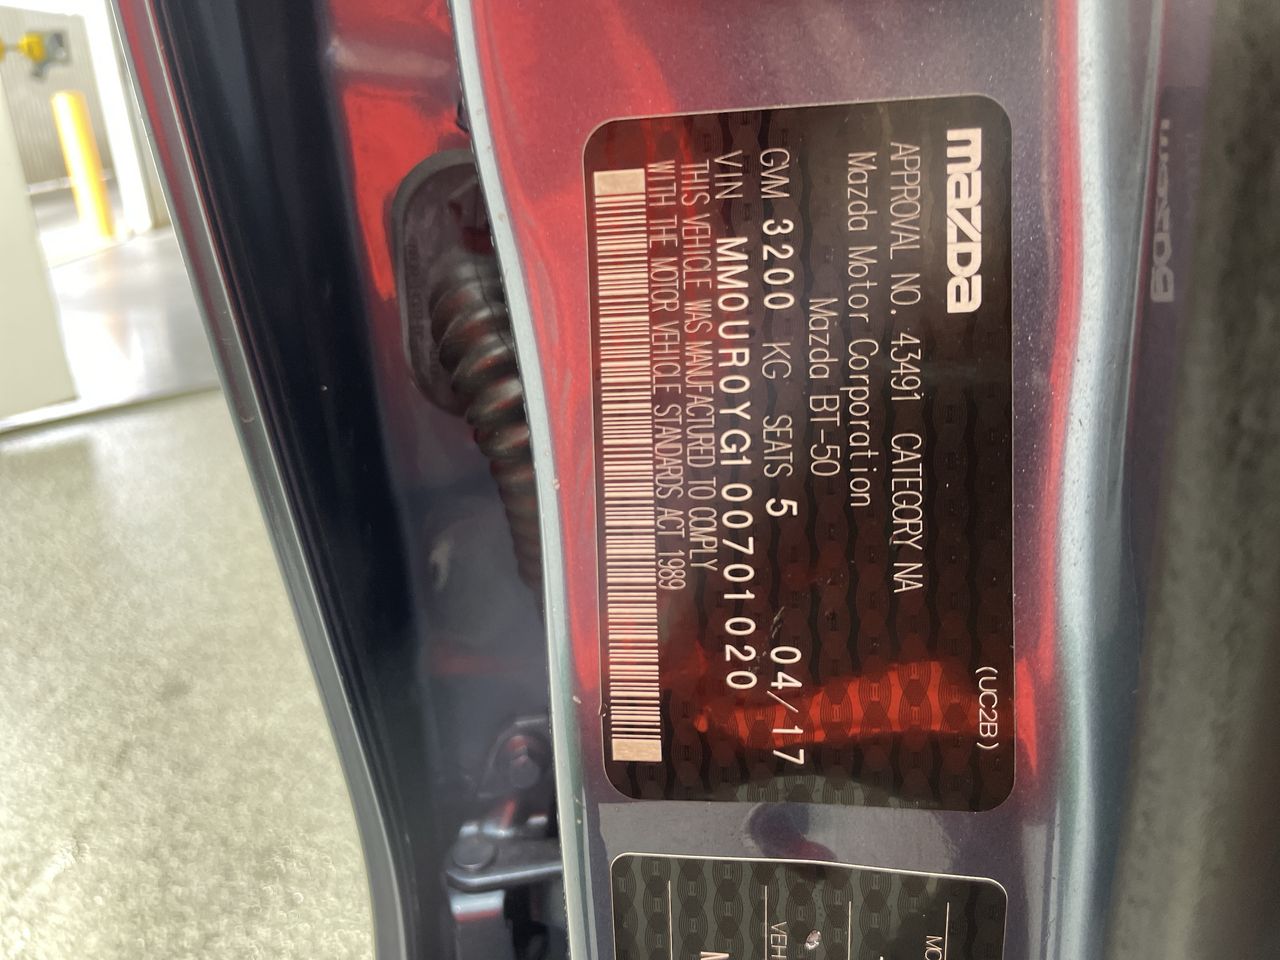 mazda
(UC2B)
APPROVAL NO. 43491 CATEGORY NA
Mazda Motor Corporation
Mazda BT-50
GVM 3200 KG SEATS 5 04/17
VIN MM0UR0YG100701020
THIS VEHICLE WAS MANUFACTURED TO COMPLY
WITH THE MOTOR VEHICLE STANDARDS ACT 1989